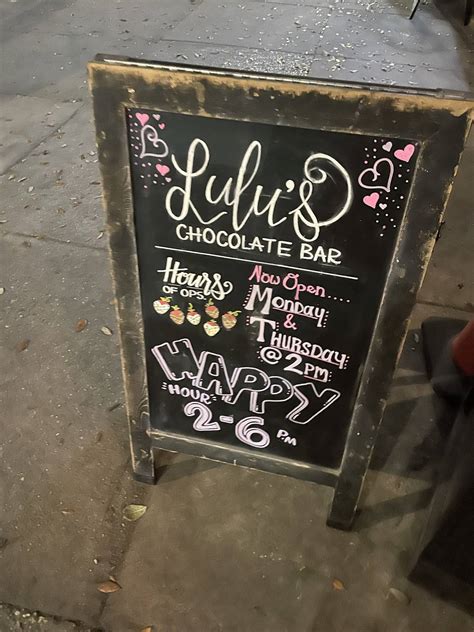 Lulu's
CHOCOLATE BAR
Hours
OF OPS
Now Open....
MONDAY
&
THURSDAY
@ 2PM
HAPPY
HOUR
2-6 PM